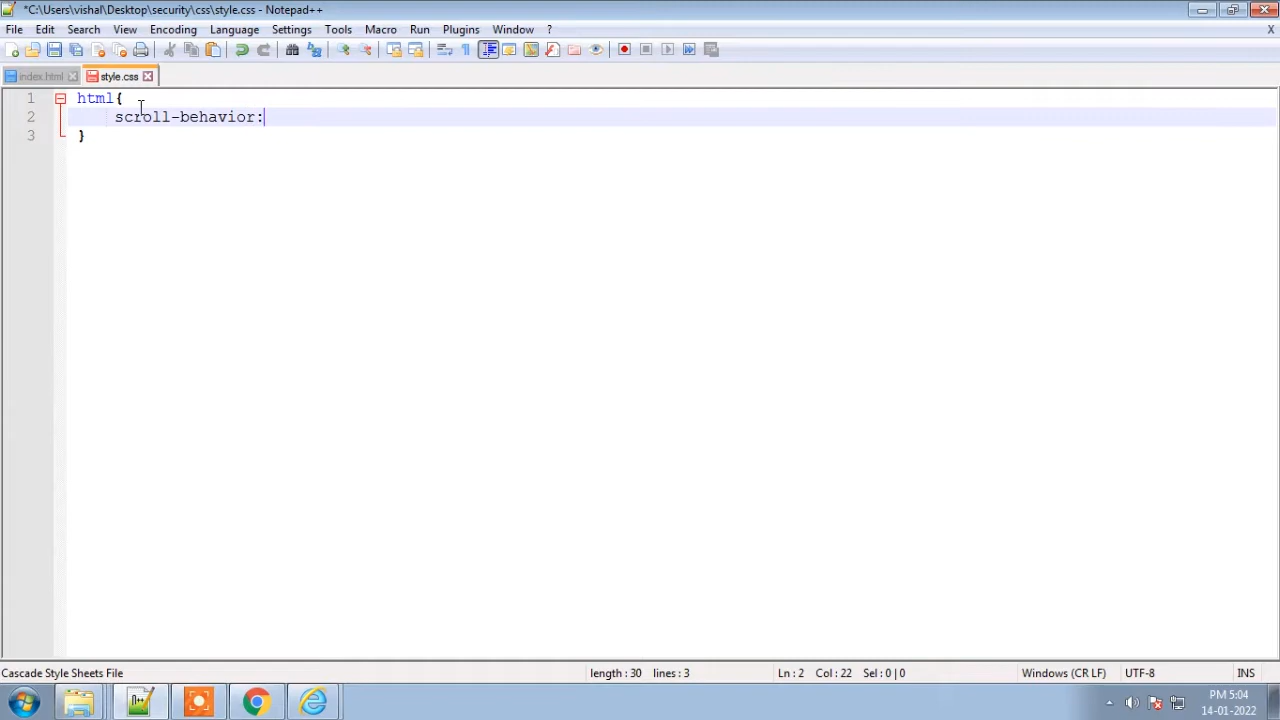 *C:\Users\vishal\Desktop\security\css\style.css - Notepad++
File Edit Search View Encoding Language Settings Tools Macro Run Plugins Window ? X
index.html style.css
1 html{
2 scroll-behavior:
3 }
Cascade Style Sheets File length : 30 lines : 3 Ln : 2 Col : 22 Sel : 0 | 0 Windows (CR LF) UTF-8 INS
PM 5:04
14-01-2022